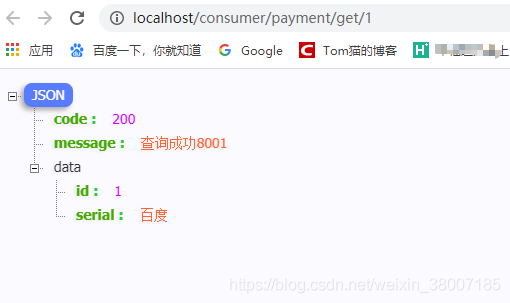 localhost/consumer/payment/get/1
应用 百度一下，你就知道 Google Tom猫的博客 上
JSON
code : 200
message : 查询成功8001
data
id : 1
serial : 百度
https://blog.csdn.net/weixin_38007185